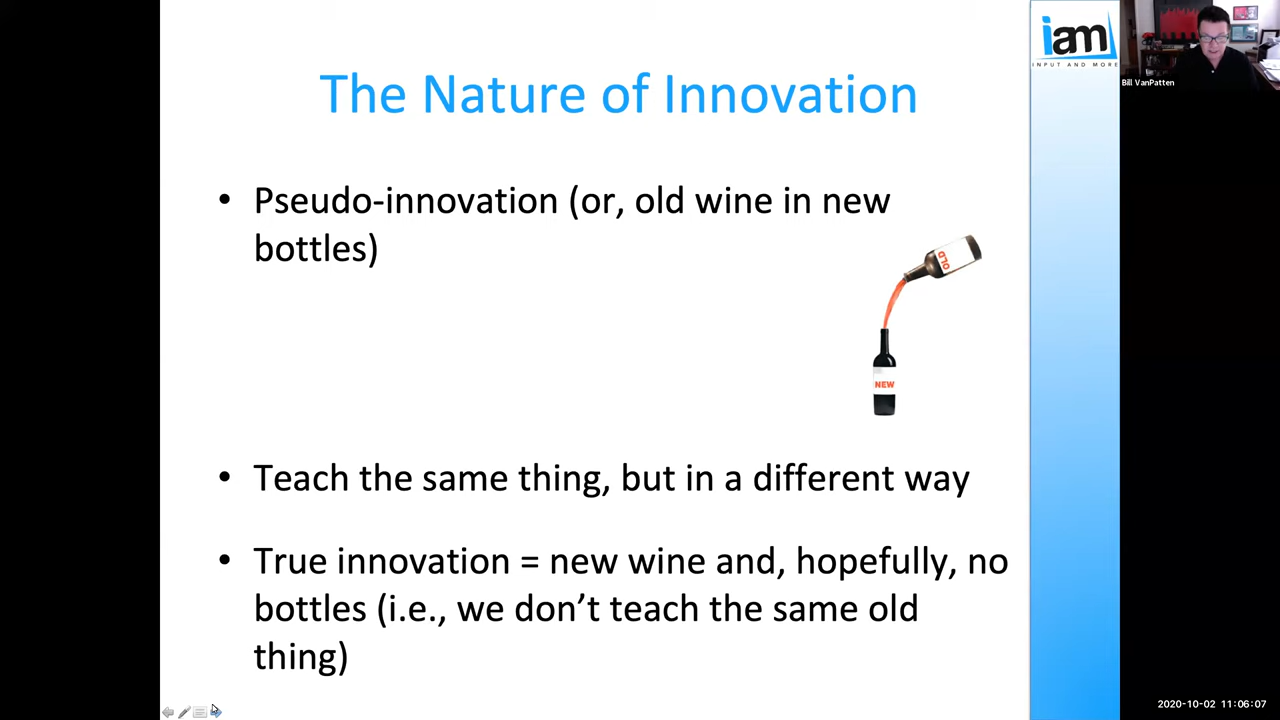 The Nature of Innovation
• Pseudo-innovation (or, old wine in new
bottles)
OLD
NEW
• Teach the same thing, but in a different way
• True innovation = new wine and, hopefully, no
bottles (i.e., we don’t teach the same old
thing)
iam
INPUT AND MORE
Bill VanPatten
2020-10-02 11:06:07